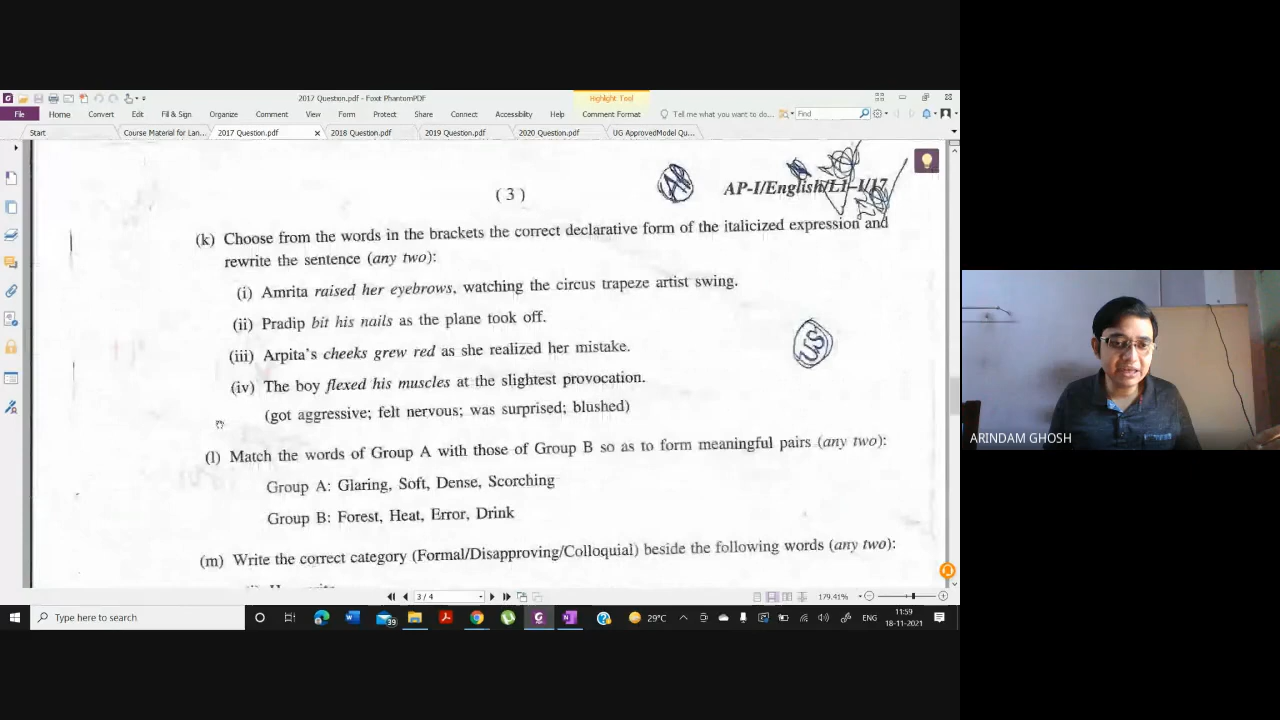 2017 Question.pdf - Foxit PhantomPDF
Highlight Tool
File Home Convert Edit Fill & Sign Organize Comment View Form Protect Share Connect Accessibility Help Comment Format Tell me what you want to do... Find
Start Course Material for Lan... 2017 Question.pdf 2018 Question.pdf 2019 Question.pdf 2020 Question.pdf UG ApprovedModel Qu...
( 3 )
AP-I/English/L1-1/17
(k) Choose from the words in the brackets the correct declarative form of the italicized expression and
rewrite the sentence (any two):
(i) Amrita raised her eyebrows, watching the circus trapeze artist swing.
(ii) Pradip bit his nails as the plane took off.
(iii) Arpita's cheeks grew red as she realized her mistake.
(iv) The boy flexed his muscles at the slightest provocation.
(got aggressive; felt nervous; was surprised; blushed)
(l) Match the words of Group A with those of Group B so as to form meaningful pairs (any two):
Group A: Glaring, Soft, Dense, Scorching
Group B: Forest, Heat, Error, Drink
(m) Write the correct category (Formal/Disapproving/Colloquial) beside the following words (any two):
ARINDAM GHOSH
3 / 4
179.41%
Type here to search
39
29°C
ENG
11:59
18-11-2021